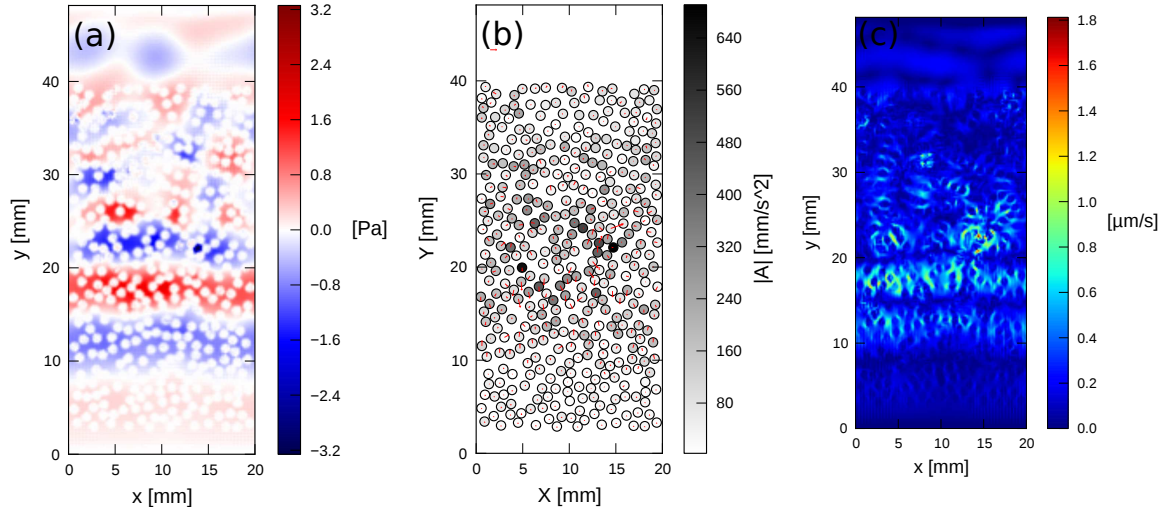 (a)
y [mm]
40
30
20
10
0
0 5 10 15 20
x [mm]
3.2
2.4
1.6
0.8
0.0
−0.8
−1.6
−2.4
−3.2
[Pa]
(b)
Y [mm]
40
30
20
10
0
0 5 10 15 20
X [mm]
640
560
480
400
320
240
160
80
|A| [mm/s^2]
(c)
y [mm]
40
30
20
10
0
0 5 10 15 20
x [mm]
1.8
1.6
1.4
1.2
1.0
0.8
0.6
0.4
0.2
0.0
[µm/s]